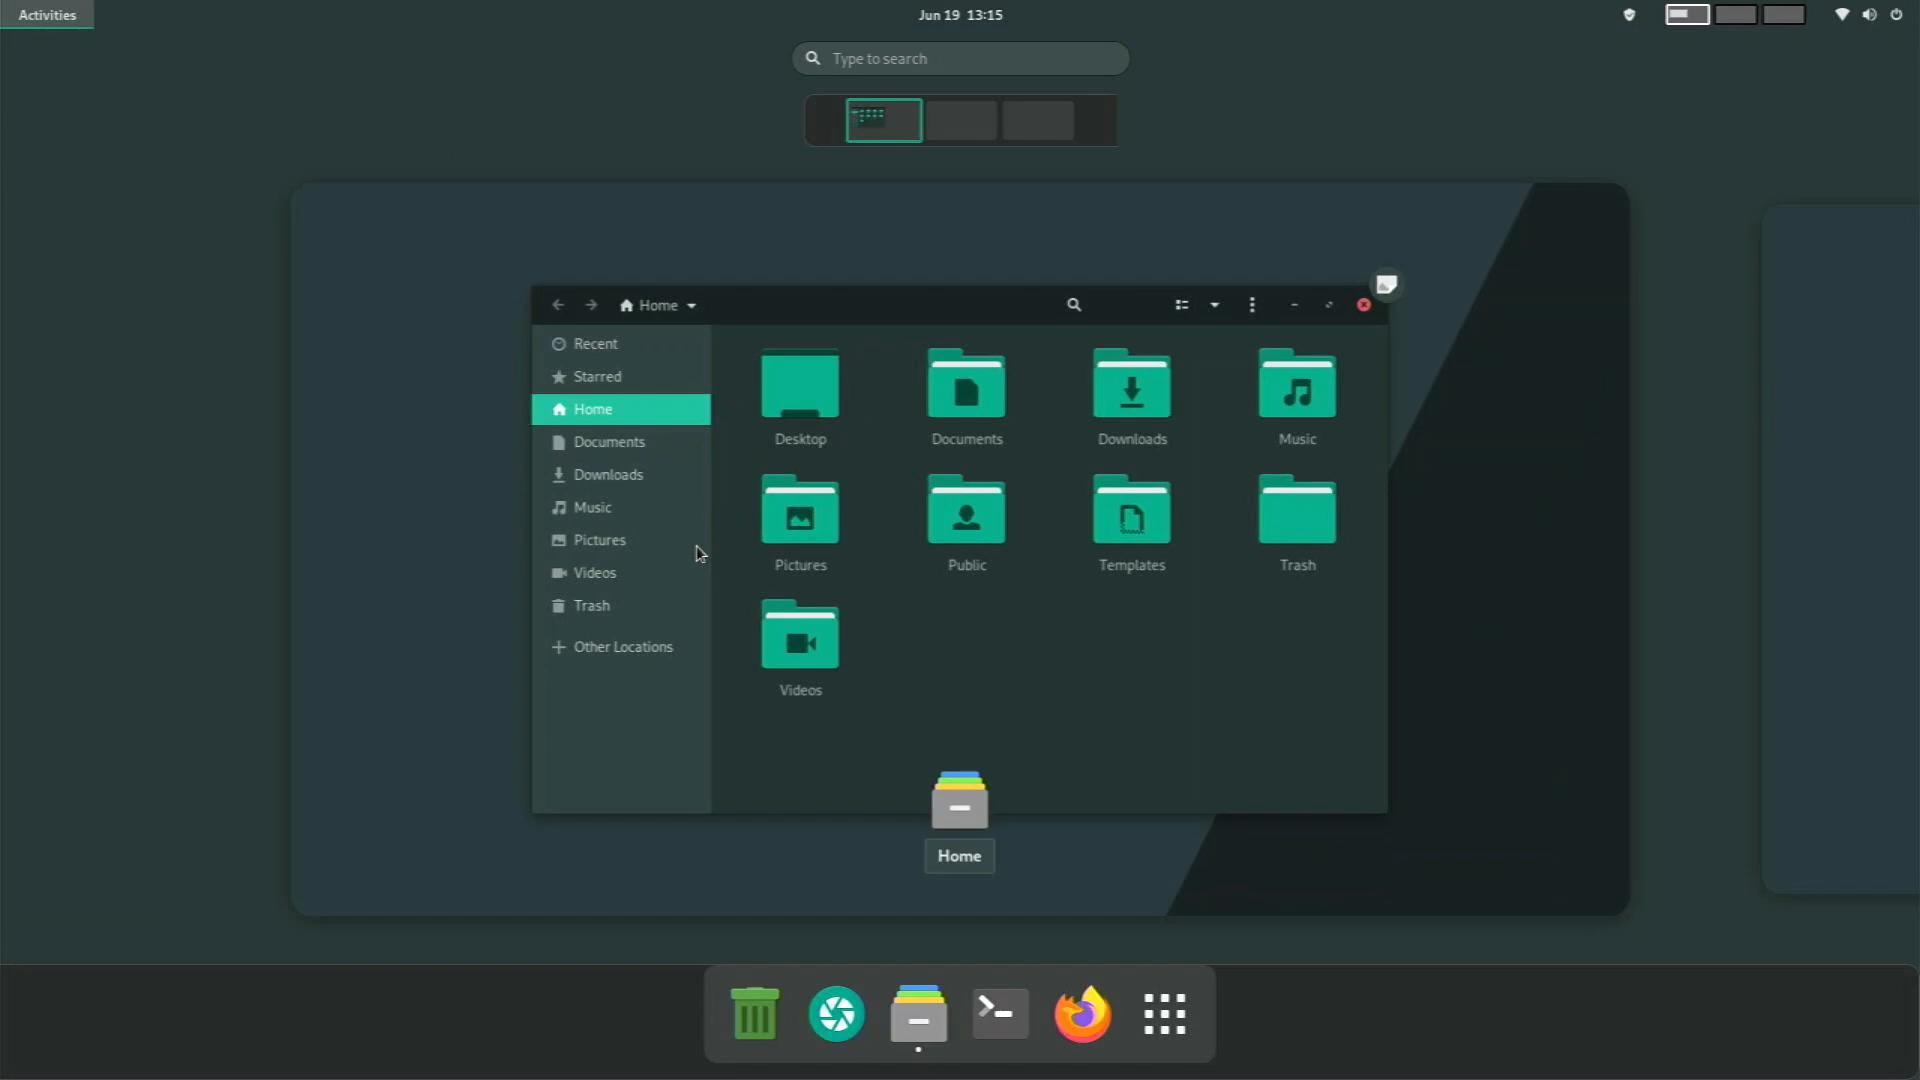 Activities
Jun 19 13:15
Type to search
Home
Recent
Starred
Home
Documents
Downloads
Music
Pictures
Videos
Trash
Other Locations
Desktop
Documents
Downloads
Music
Pictures
Public
Templates
Trash
Videos
Home